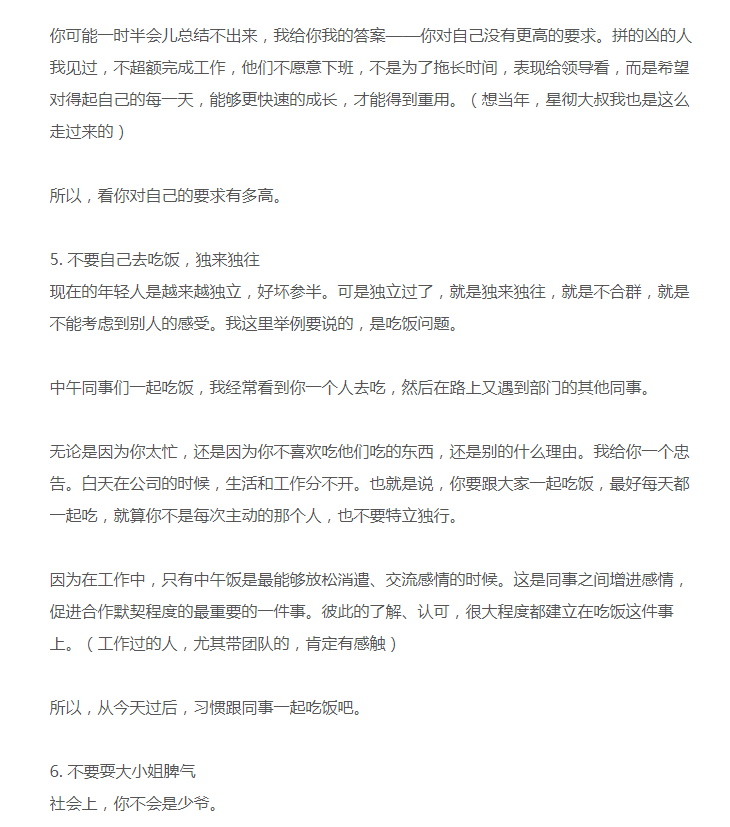 你可能一时半会儿总结不出来，我给你我的答案——你对自己没有更高的要求。拼的凶的人
我见过，不超额完成工作，他们不愿意下班，不是为了拖长时间，表现给领导看，而是希望
对得起自己的每一天，能够更快速的成长，才能得到重用。（想当年，星彻大叔我也是这么
走过来的）
所以，看你对自己的要求有多高。
5. 不要自己去吃饭，独来独往
现在的年轻人是越来越独立，好坏参半。可是独立过了，就是独来独往，就是不合群，就是
不能考虑到别人的感受。我这里举例要说的，是吃饭问题。
中午同事们一起吃饭，我经常看到你一个人去吃，然后在路上又遇到部门的其他同事。
无论是因为你太忙，还是因为你不喜欢吃他们吃的东西，还是别的什么理由。我给你一个忠
告。白天在公司的时候，生活和工作分不开。也就是说，你要跟大家一起吃饭，最好每天都
一起吃，就算你不是每次主动的那个人，也不要特立独行。
因为在工作中，只有中午饭是最能够放松消遣、交流感情的时候。这是同事之间增进感情，
促进合作默契程度的最重要的一件事。彼此的了解、认可，很大程度都建立在吃饭这件事
上。（工作过的人，尤其带团队的，肯定有感触）
所以，从今天过后，习惯跟同事一起吃饭吧。
6. 不要耍大小姐脾气
社会上，你不会是少爷。